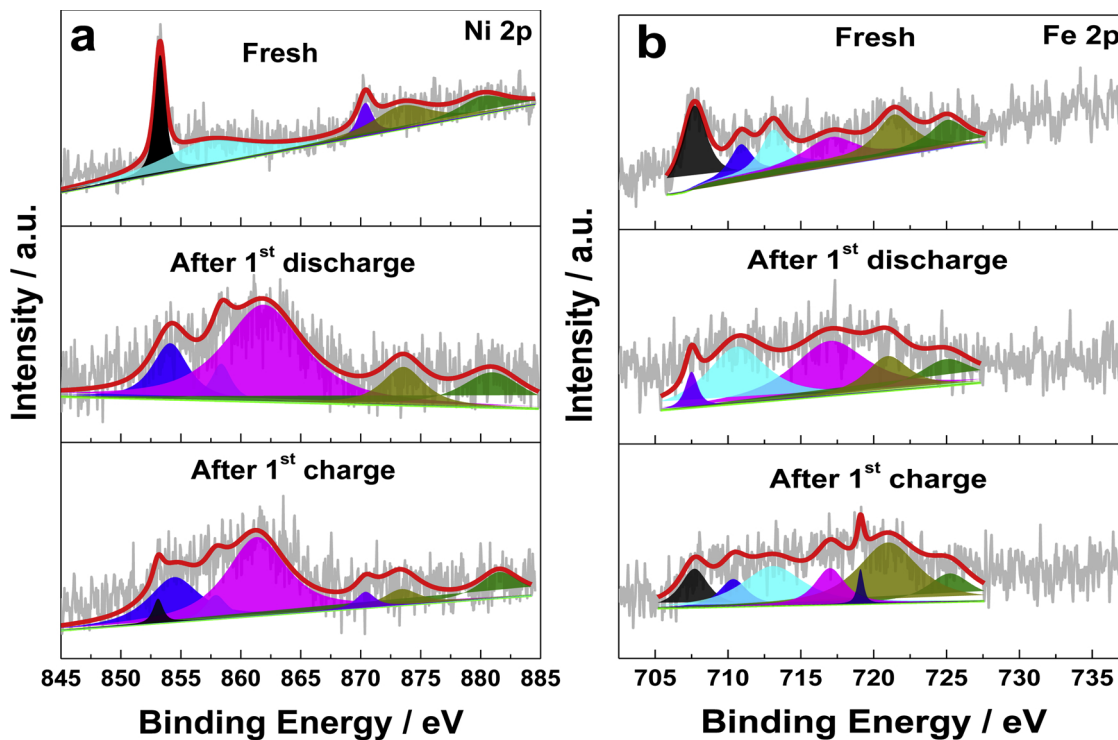 a
Ni 2p
Fresh
After 1st discharge
After 1st charge
Intensity / a.u.
845 850 855 860 865 870 875 880 885
Binding Energy / eV
b
Fe 2p
Fresh
After 1st discharge
After 1st charge
Intensity / a.u.
705 710 715 720 725 730 735
Binding Energy / eV